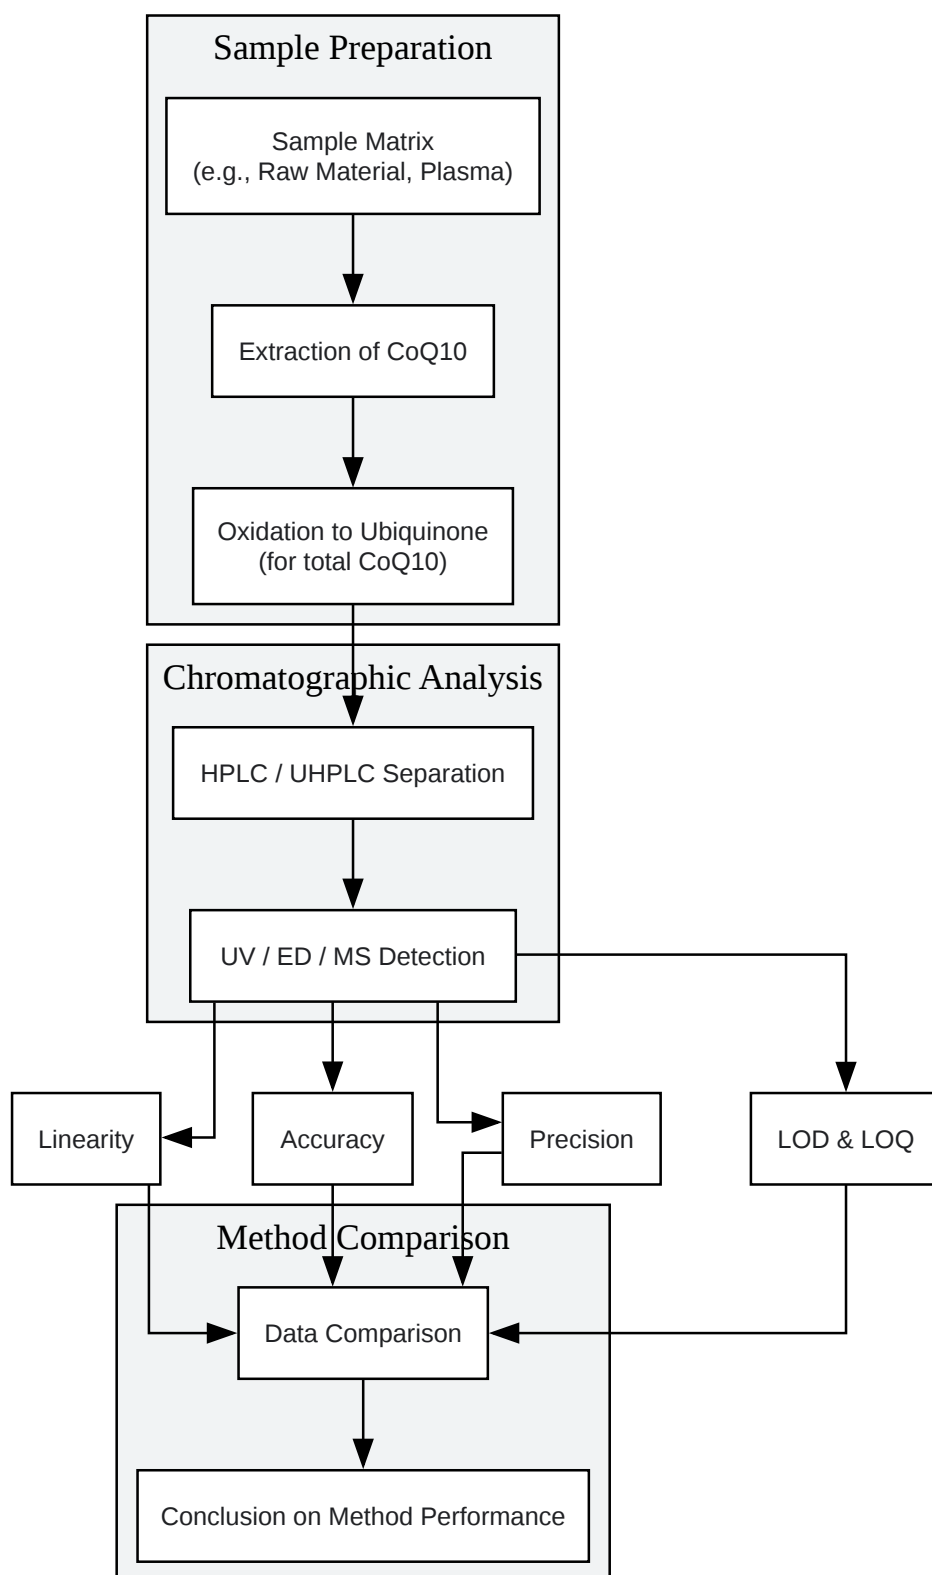 Sample Preparation
Sample Matrix
(e.g., Raw Material, Plasma)
Extraction of CoQ10
Oxidation to Ubiquinone
(for total CoQ10)
Chromatographic Analysis
HPLC / UHPLC Separation
UV / ED / MS Detection
Linearity
Accuracy
Precision
LOD & LOQ
Method Comparison
Data Comparison
Conclusion on Method Performance